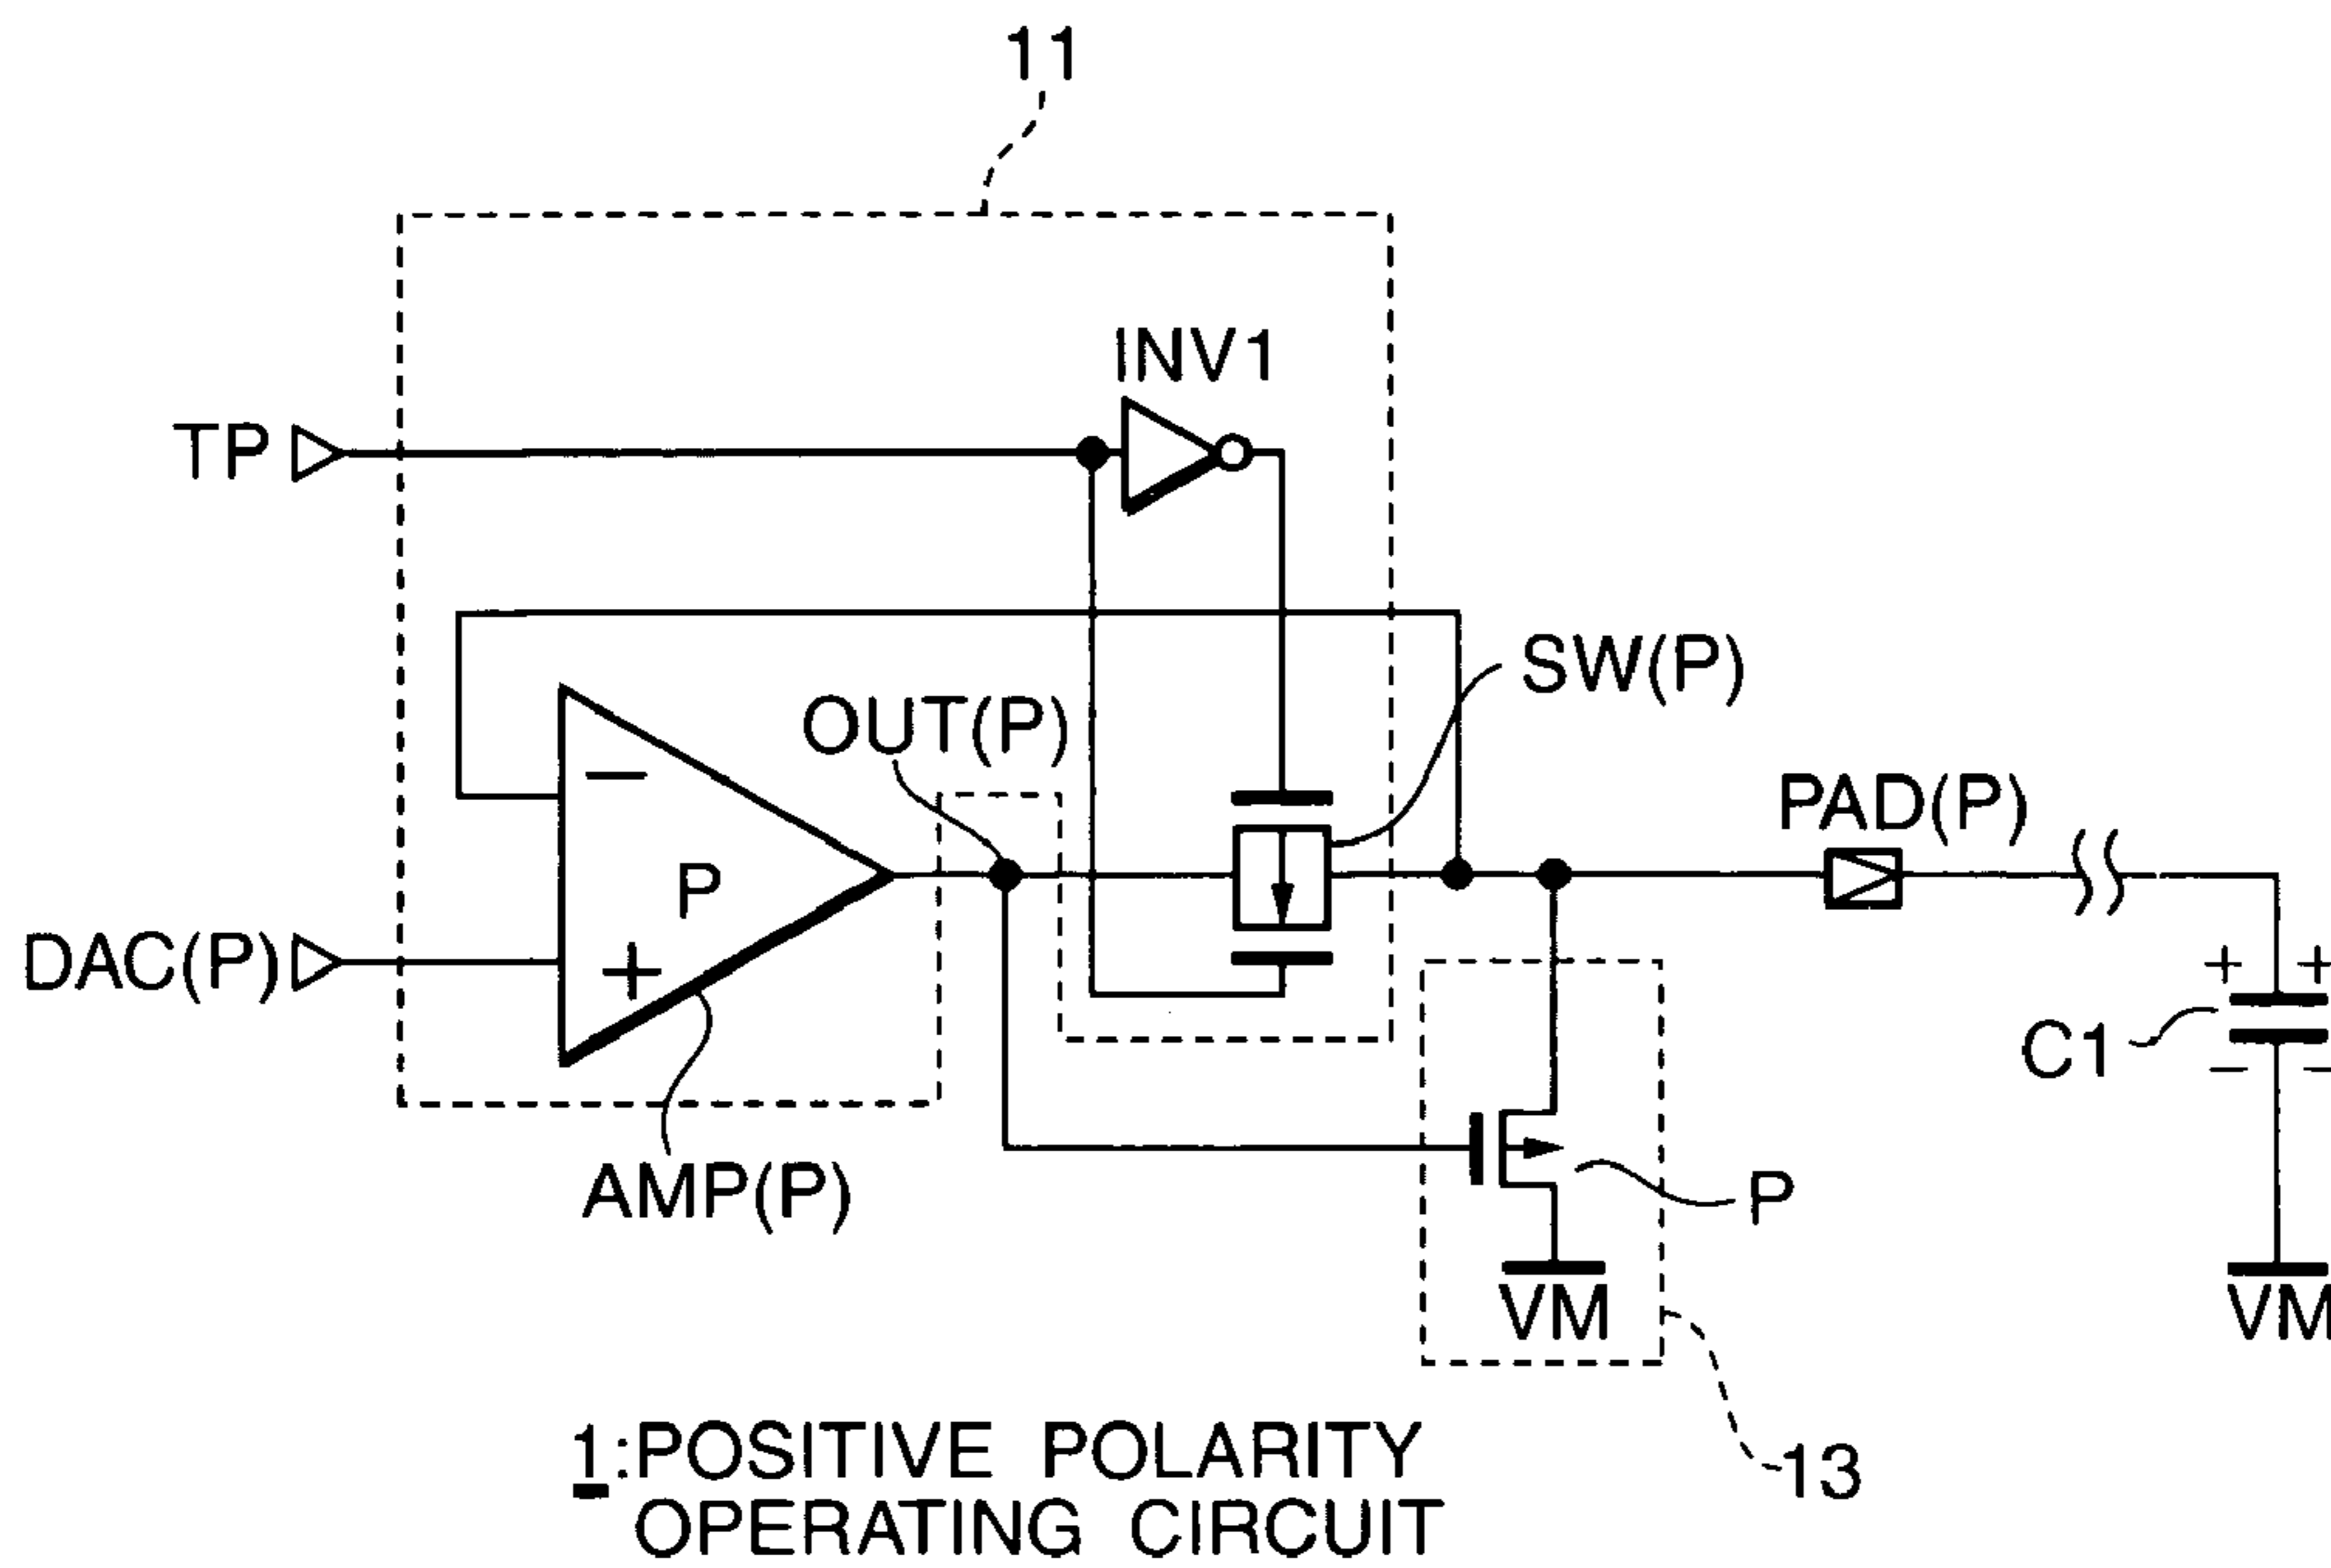 11
INV1
TP
SW(P)
OUT(P)
PAD(P)
−
P
DAC(P)
+
+ +
C1
− −
AMP(P)
P
VM
VM
13
1:POSITIVE POLARITY
OPERATING CIRCUIT